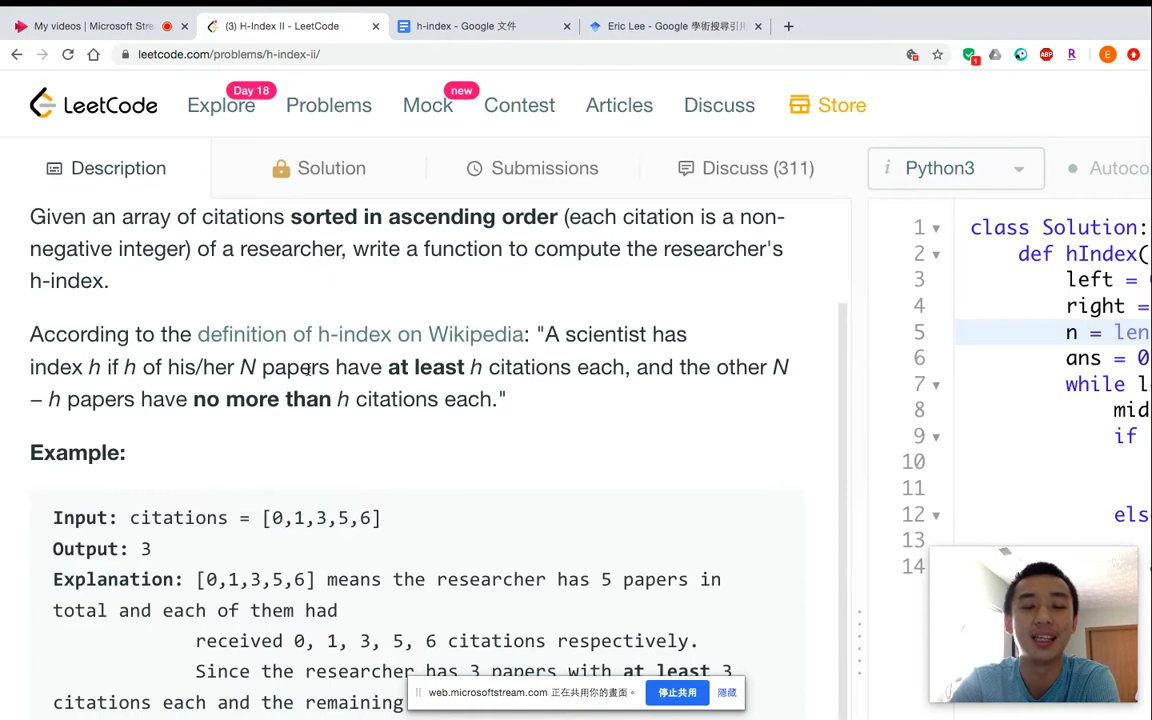 My videos | Microsoft Stre
(3) H-Index II - LeetCode
h-index - Google 文件
Eric Lee - Google 學術搜尋引用
leetcode.com/problems/h-index-ii/
1
ABP
R
E
LeetCode
Explore
Day 18
Problems
Mock
new
Contest
Articles
Discuss
Store
Description
Solution
Submissions
Discuss (311)
i Python3
Autoco
Given an array of citations sorted in ascending order (each citation is a non-
negative integer) of a researcher, write a function to compute the researcher's
h-index.
According to the definition of h-index on Wikipedia: "A scientist has
index h if h of his/her N papers have at least h citations each, and the other N
− h papers have no more than h citations each."
Example:
Input: citations = [0,1,3,5,6]
Output: 3
Explanation: [0,1,3,5,6] means the researcher has 5 papers in
total and each of them had
received 0, 1, 3, 5, 6 citations respectively.
Since the researcher has 3 papers with at least 3
citations each and the remaining
1 class Solution:
2 def hIndex(
3 left =
4 right =
5 n = len
6 ans = 0
7 while l
8 mid
9 if
10
11
12 els
13
14
web.microsoftstream.com 正在共用你的畫面。
停止共用
隱藏